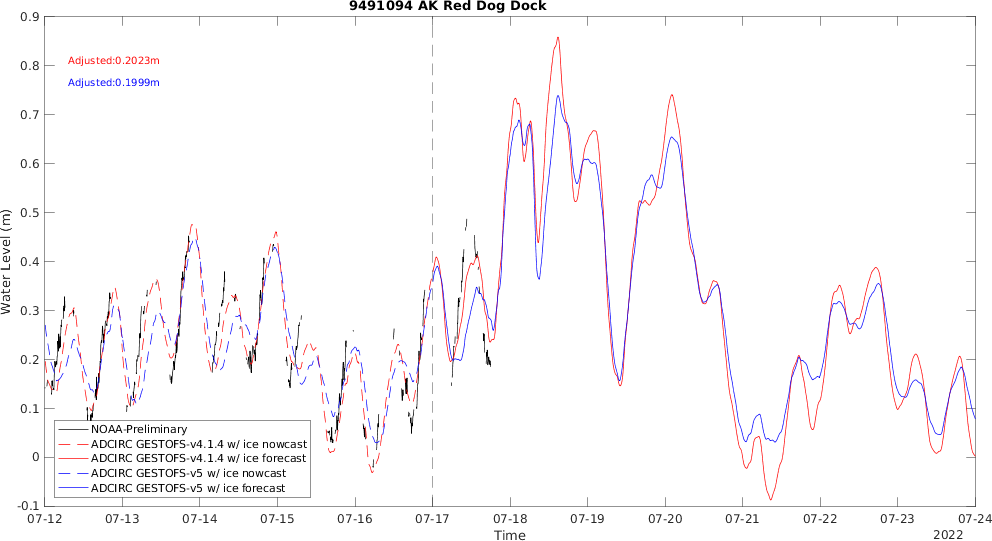 9491094 AK Red Dog Dock
0.9
0.8
0.7
0.6
0.5
0.4
0.3
0.2
0.1
0
-0.1
Water Level (m)
Adjusted:0.2023m
Adjusted:0.1999m
NOAA-Preliminary
ADCIRC GESTOFS-v4.1.4 w/ ice nowcast
ADCIRC GESTOFS-v4.1.4 w/ ice forecast
ADCIRC GESTOFS-v5 w/ ice nowcast
ADCIRC GESTOFS-v5 w/ ice forecast
07-12 07-13 07-14 07-15 07-16 07-17 07-18 07-19 07-20 07-21 07-22 07-23 07-24
Time
2022